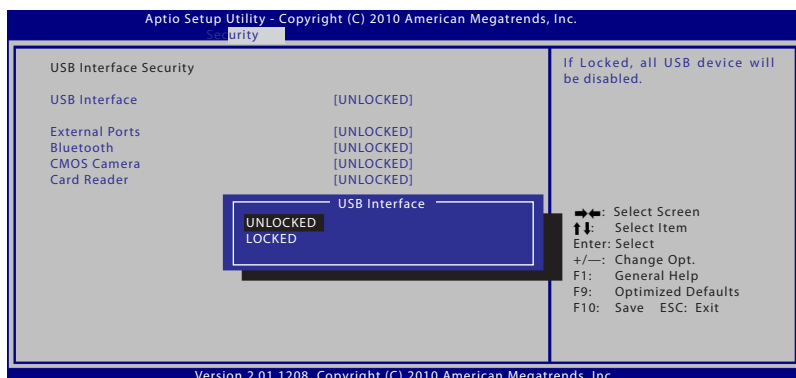 Aptio Setup Utility - Copyright (C) 2010 American Megatrends, Inc.
Security
USB Interface Security
USB Interface [UNLOCKED]
External Ports [UNLOCKED]
Bluetooth [UNLOCKED]
CMOS Camera [UNLOCKED]
Card Reader [UNLOCKED]
USB Interface
UNLOCKED
LOCKED
If Locked, all USB device will
be disabled.
→←: Select Screen
↑↓: Select Item
Enter: Select
+/—: Change Opt.
F1: General Help
F9: Optimized Defaults
F10: Save ESC: Exit
Version 2.01.1208. Copyright (C) 2010 American Megatrends, Inc.